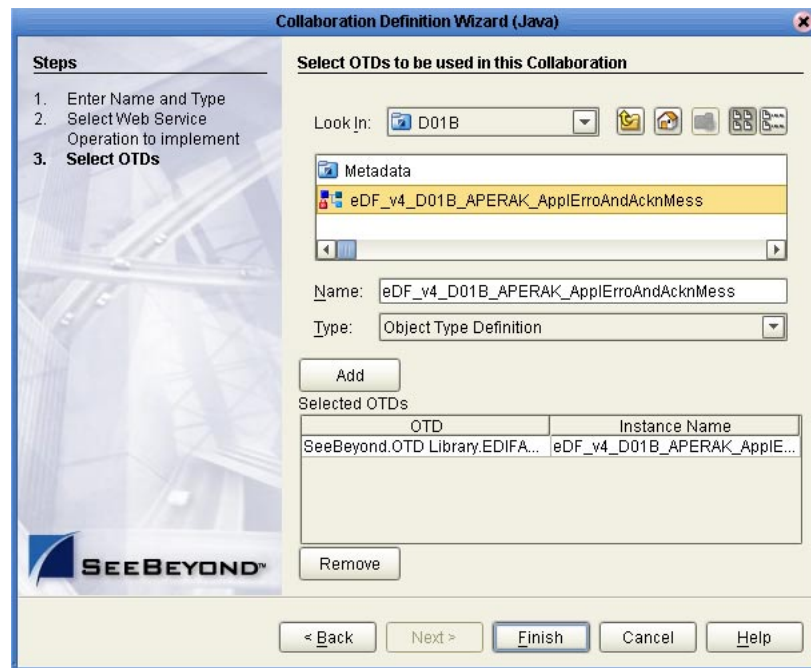 Collaboration Definition Wizard (Java)
Steps
1. Enter Name and Type
2. Select Web Service
Operation to implement
3. Select OTDs
SEEBEYOND™
Select OTDs to be used in this Collaboration
Look In: D01B
Metadata
eDF_v4_D01B_APERAK_ApplErroAndAcknMess
Name: eDF_v4_D01B_APERAK_ApplErroAndAcknMess
Type: Object Type Definition
Add
Selected OTDs
OTD Instance Name
SeeBeyond.OTD Library.EDIFA... eDF_v4_D01B_APERAK_ApplE...
Remove
< Back Next > Finish Cancel Help